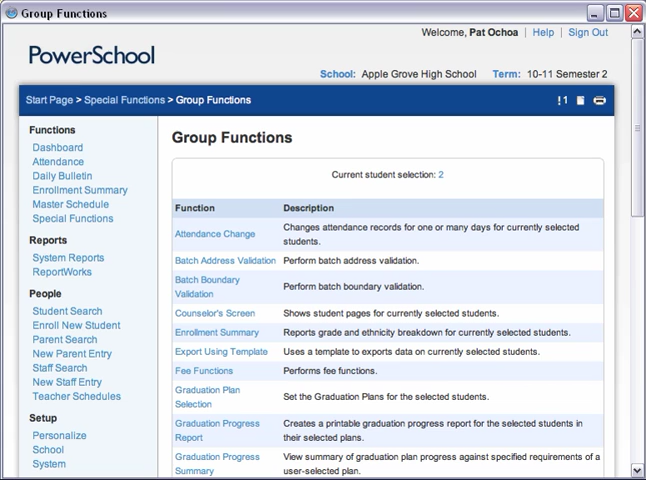 Group Functions
Welcome, Pat Ochoa | Help | Sign Out
PowerSchool
School: Apple Grove High School Term: 10-11 Semester 2
Start Page > Special Functions > Group Functions
!1
Functions
Dashboard
Attendance
Daily Bulletin
Enrollment Summary
Master Schedule
Special Functions
Reports
System Reports
ReportWorks
People
Student Search
Enroll New Student
Parent Search
New Parent Entry
Staff Search
New Staff Entry
Teacher Schedules
Setup
Personalize
School
System
Group Functions
Current student selection: 2
Function Description
Attendance Change Changes attendance records for one or many days for currently selected
students.
Batch Address Validation Perform batch address validation.
Batch Boundary
Validation Perform batch boundary validation.
Counselor's Screen Shows student pages for currently selected students.
Enrollment Summary Reports grade and ethnicity breakdown for currently selected students.
Export Using Template Uses a template to exports data on currently selected students.
Fee Functions Performs fee functions.
Graduation Plan
Selection Set the Graduation Plans for the selected students.
Graduation Progress Creates a printable graduation progress report for the selected students in
Report their selected plans.
Graduation Progress View summary of graduation plan progress against specified requirements of a
Summary user-selected plan.